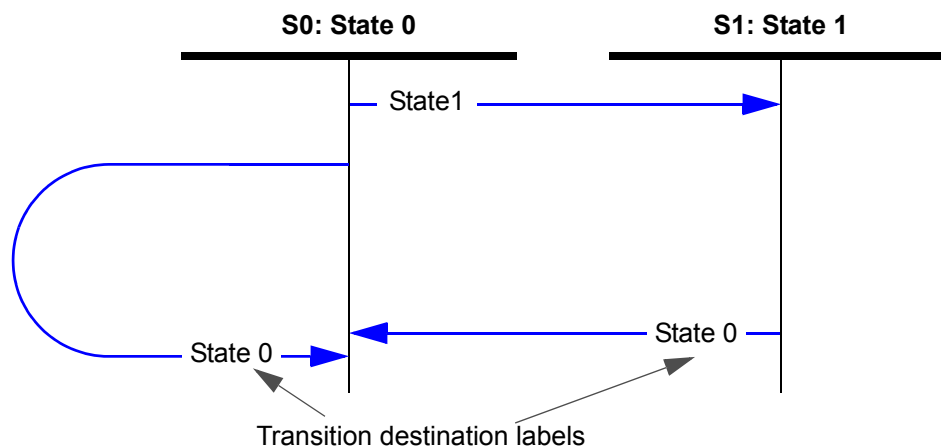 S0: State 0
S1: State 1
State1
State 0
State 0
Transition destination labels